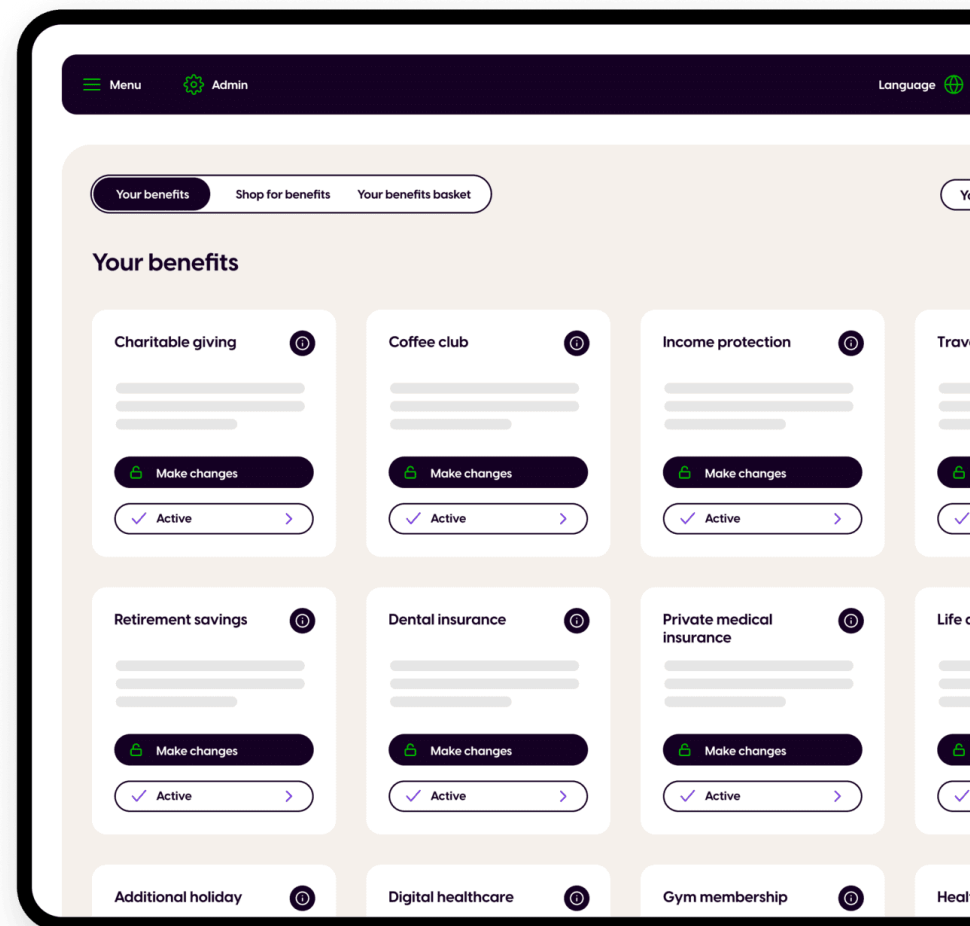 Menu
Admin
Language
Your benefits
Shop for benefits
Your benefits basket
Your benefits
Charitable giving
Coffee club
Income protection
Make changes
Make changes
Make changes
Active
Active
Active
Retirement savings
Dental insurance
Private medical
insurance
Life
Make changes
Make changes
Make changes
Active
Active
Active
Additional holiday
Digital healthcare
Gym membership